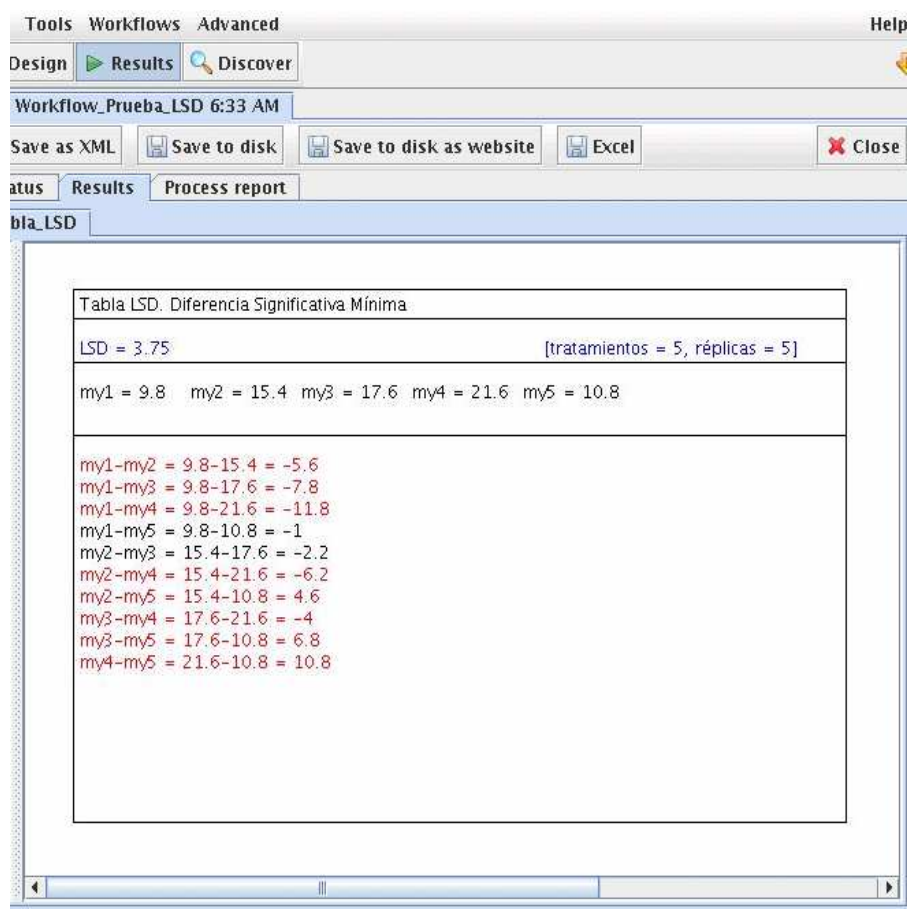 Tools Workflows Advanced Help
Design Results Discover
Workflow_Prueba_LSD 6:33 AM
Save as XML Save to disk Save to disk as website Excel Close
atus Results Process report
bla_LSD
Tabla LSD. Diferencia Significativa Mínima
LSD = 3.75 [tratamientos = 5, réplicas = 5]
my1 = 9.8 my2 = 15.4 my3 = 17.6 my4 = 21.6 my5 = 10.8
my1-my2 = 9.8-15.4 = -5.6
my1-my3 = 9.8-17.6 = -7.8
my1-my4 = 9.8-21.6 = -11.8
my1-my5 = 9.8-10.8 = -1
my2-my3 = 15.4-17.6 = -2.2
my2-my4 = 15.4-21.6 = -6.2
my2-my5 = 15.4-10.8 = 4.6
my3-my4 = 17.6-21.6 = -4
my3-my5 = 17.6-10.8 = 6.8
my4-my5 = 21.6-10.8 = 10.8